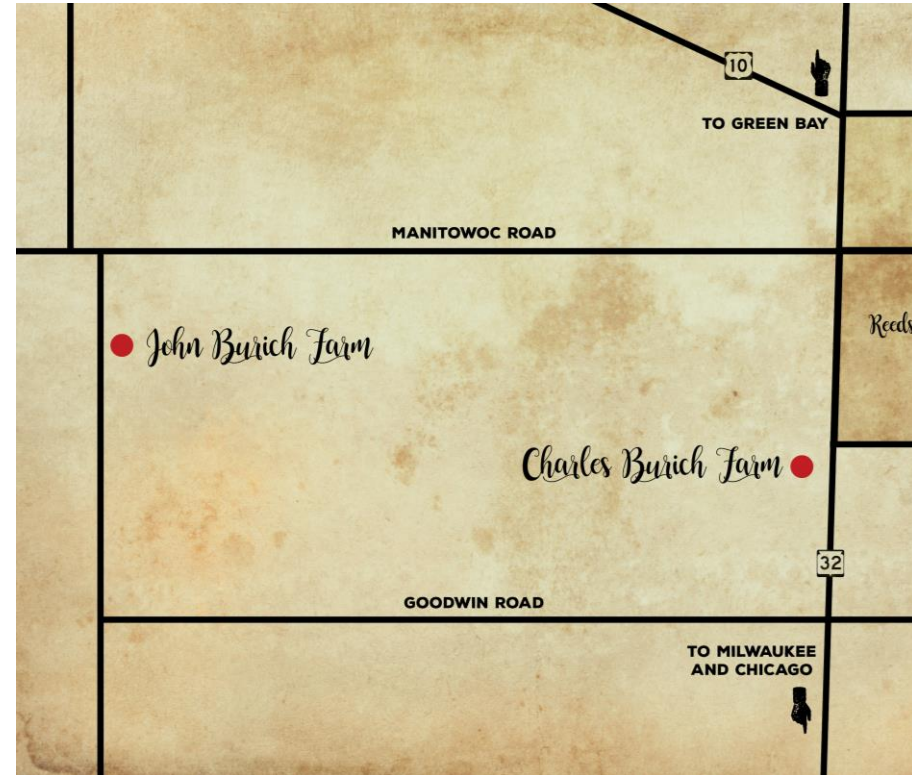 10
TO GREEN BAY
MANITOWOC ROAD
John Burich Farm
Charles Burich Farm
32
GOODWIN ROAD
TO MILWAUKEE
AND CHICAGO